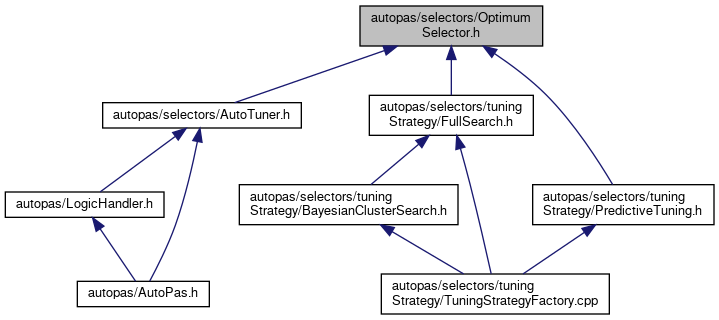 autopas/selectors/Optimum
Selector.h
autopas/selectors/AutoTuner.h
autopas/selectors/tuning
Strategy/FullSearch.h
autopas/LogicHandler.h
autopas/selectors/tuning
Strategy/BayesianClusterSearch.h
autopas/selectors/tuning
Strategy/PredictiveTuning.h
autopas/AutoPas.h
autopas/selectors/tuning
Strategy/TuningStrategyFactory.cpp